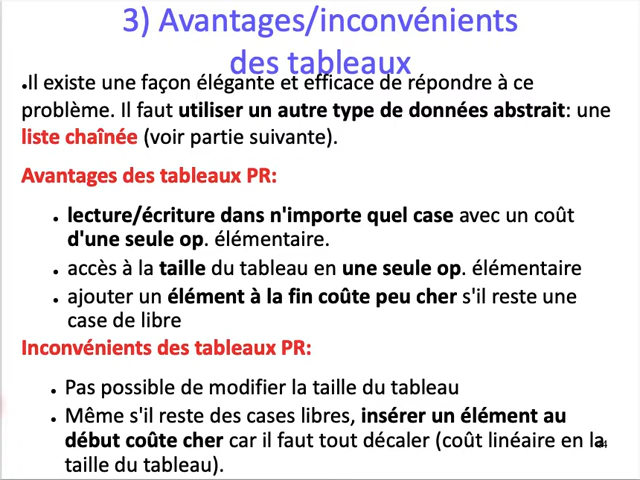 3) Avantages/inconvénients
des tableaux
•Il existe une façon élégante et efficace de répondre à ce
problème. Il faut utiliser un autre type de données abstrait: une
liste chaînée (voir partie suivante).
Avantages des tableaux PR:
• lecture/écriture dans n'importe quel case avec un coût
d'une seule op. élémentaire.
• accès à la taille du tableau en une seule op. élémentaire
• ajouter un élément à la fin coûte peu cher s'il reste une
case de libre
Inconvénients des tableaux PR:
• Pas possible de modifier la taille du tableau
• Même s'il reste des cases libres, insérer un élément au
début coûte cher car il faut tout décaler (coût linéaire en la
taille du tableau).